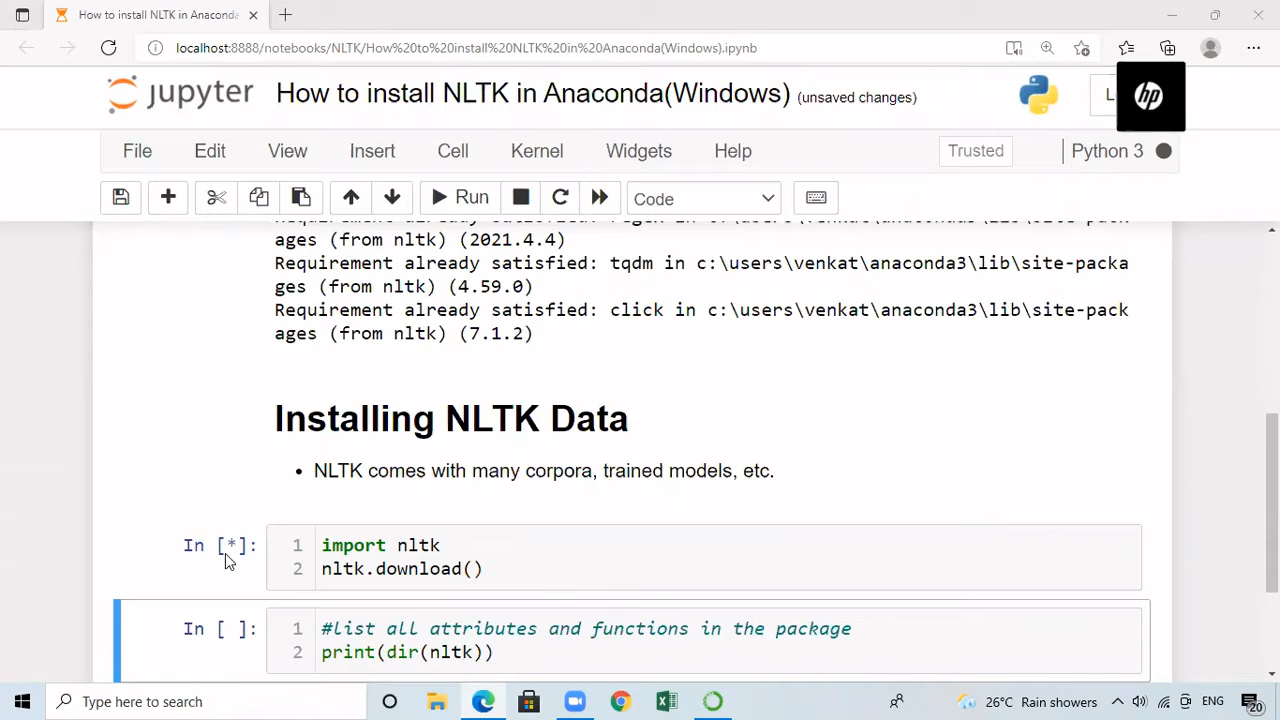 How to install NLTK in Anaconda
localhost:8888/notebooks/NLTK/How%20to%20install%20NLTK%20in%20Anaconda(Windows).ipynb
jupyter How to install NLTK in Anaconda(Windows) (unsaved changes)
hp
File Edit View Insert Cell Kernel Widgets Help Trusted Python 3
Run Code
ages (from nltk) (2021.4.4)
Requirement already satisfied: tqdm in c:\users\venkat\anaconda3\lib\site-packa
ges (from nltk) (4.59.0)
Requirement already satisfied: click in c:\users\venkat\anaconda3\lib\site-pack
ages (from nltk) (7.1.2)
Installing NLTK Data
• NLTK comes with many corpora, trained models, etc.
In [*]: 1 import nltk
2 nltk.download()
In [ ]: 1 #list all attributes and functions in the package
2 print(dir(nltk))
Type here to search 26°C Rain showers ENG 20